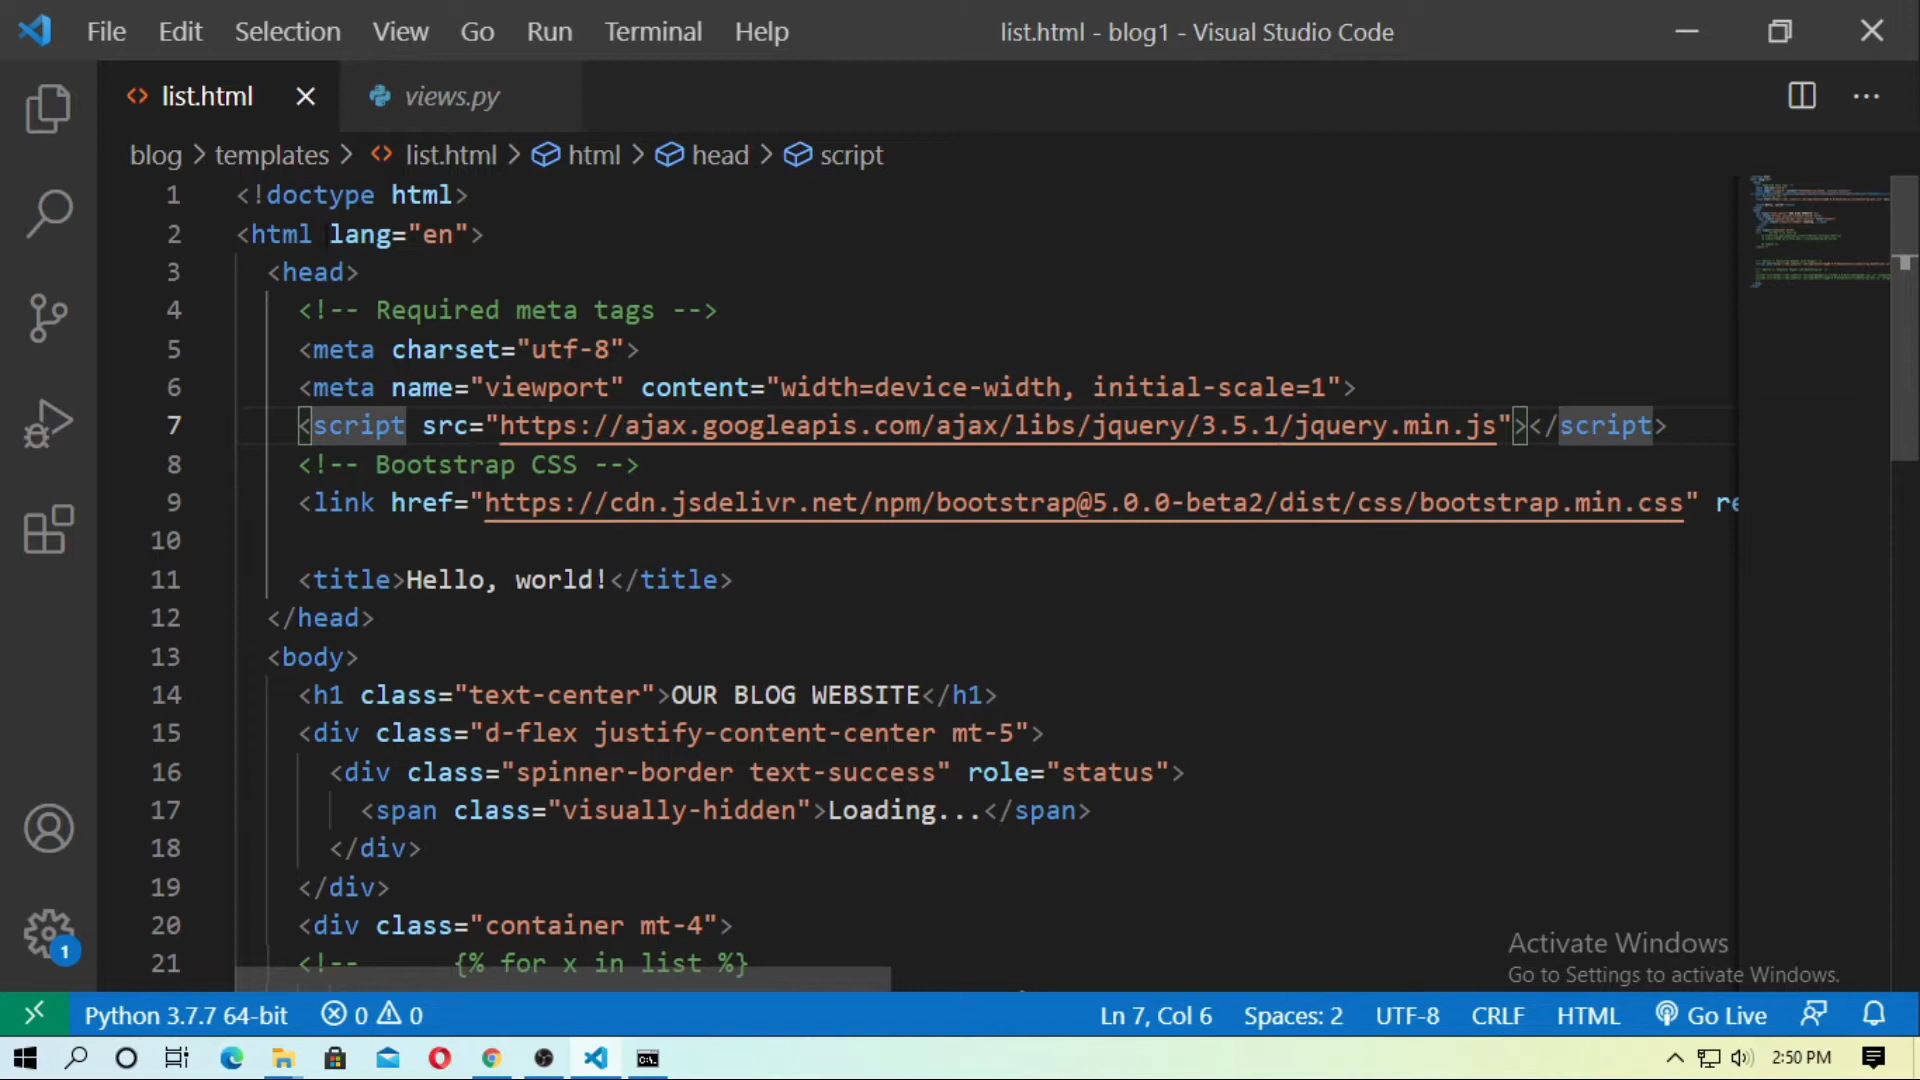 File Edit Selection View Go Run Terminal Help list.html - blog1 - Visual Studio Code
list.html views.py
blog > templates > list.html > html > head > script
1 <!doctype html>
2 <html lang="en">
3 <head>
4 <!-- Required meta tags -->
5 <meta charset="utf-8">
6 <meta name="viewport" content="width=device-width, initial-scale=1">
7 <script src="https://ajax.googleapis.com/ajax/libs/jquery/3.5.1/jquery.min.js"></script>
8 <!-- Bootstrap CSS -->
9 <link href="https://cdn.jsdelivr.net/npm/bootstrap@5.0.0-beta2/dist/css/bootstrap.min.css" re
10
11 <title>Hello, world!</title>
12 </head>
13 <body>
14 <h1 class="text-center">OUR BLOG WEBSITE</h1>
15 <div class="d-flex justify-content-center mt-5">
16 <div class="spinner-border text-success" role="status">
17 <span class="visually-hidden">Loading...</span>
18 </div>
19 </div>
20 <div class="container mt-4">
21 <!-- {% for x in list %}
Activate Windows
Go to Settings to activate Windows.
1
Python 3.7.7 64-bit 0 0 Ln 7, Col 6 Spaces: 2 UTF-8 CRLF HTML Go Live
2:50 PM